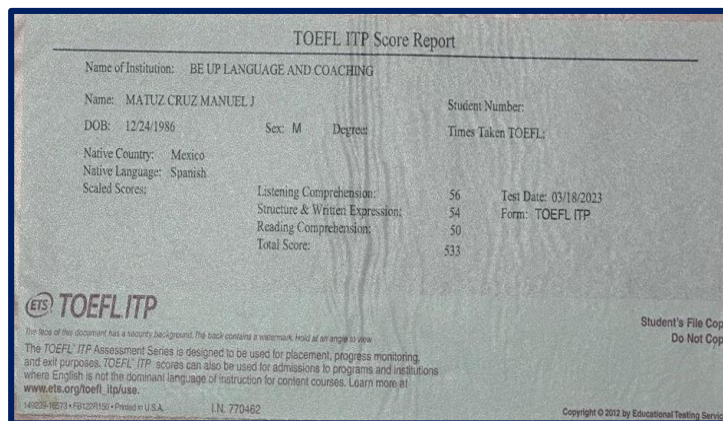 TOEFL ITP Score Report
Name of Institution: BE UP LANGUAGE AND COACHING
Name: MATUZ CRUZ MANUEL J
Student Number:
DOB: 12/24/1986 Sex: M Degree:
Times Taken TOEFL:
Native Country: Mexico
Native Language: Spanish
Scaled Scores:
Listening Comprehension: 56 Test Date: 03/18/2023
Structure & Written Expression: 54 Form: TOEFL ITP
Reading Comprehension: 50
Total Score: 533
ETS TOEFL ITP
Student's File Cop
Do Not Cop
The face of this document has a security background. The back contains a watermark. Hold at an angle to view
The TOEFL® ITP Assessment Series is designed to be used for placement, progress monitoring,
and exit purposes. TOEFL® ITP scores can also be used for admissions to programs and institutions
where English is not the dominant language of instruction for content courses. Learn more at
www.ets.org/toefl_itp/use.
Printed in U.S.A. I.N. 770462
Copyright © 2012 by Educational Testing Servic